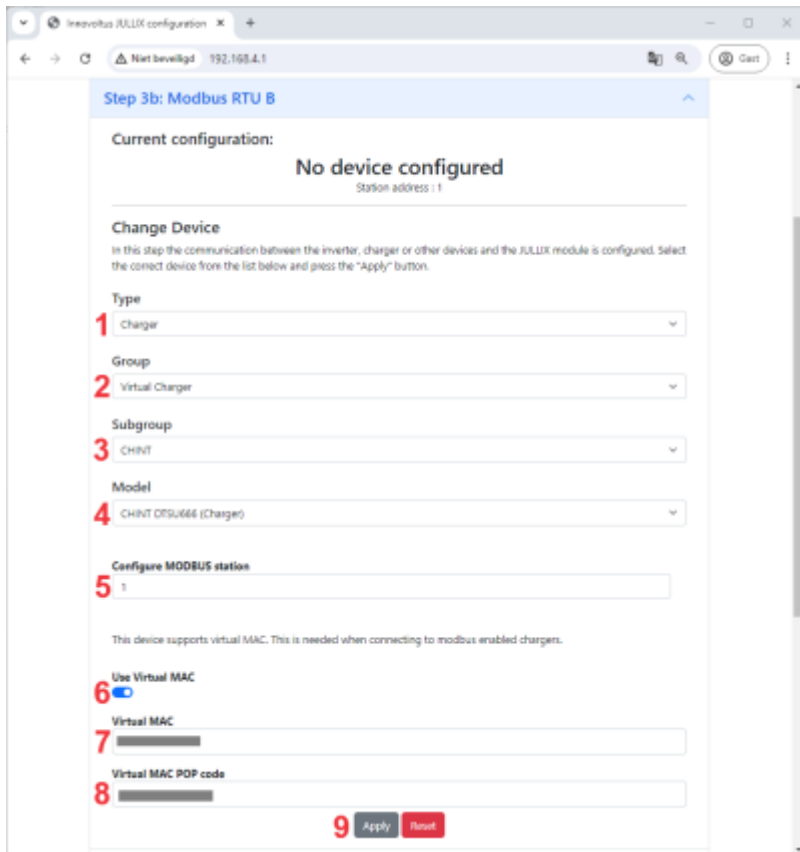 Innovoltus JULLIX configuration
Niet beveiligd 192.168.4.1
Gast
Step 3b: Modbus RTU B
Current configuration:
No device configured
Station address : 1
Change Device
In this step the communication between the inverter, charger or other devices and the JULLIX module is configured. Select
the correct device from the list below and press the "Apply" button.
Type
1 Charger
Group
2 Virtual Charger
Subgroup
3 CHINT
Model
4 CHINT DTSU666 (Charger)
Configure MODBUS station
5 1
This device supports virtual MAC. This is needed when connecting to modbus enabled chargers.
Use Virtual MAC
6
Virtual MAC
7
Virtual MAC POP code
8
9 Apply Reset